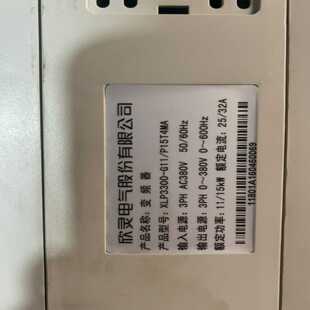 欣灵电气股份有限公司
产品名称：变频器
产品型号：XLP3300-G11/P15T4MA
输入电源：3PH AC380V 50/60Hz
输出电源：3PH 0～380V 0～600Hz
额定功率：11/15kW 额定电流：25/32A
11801A160460069